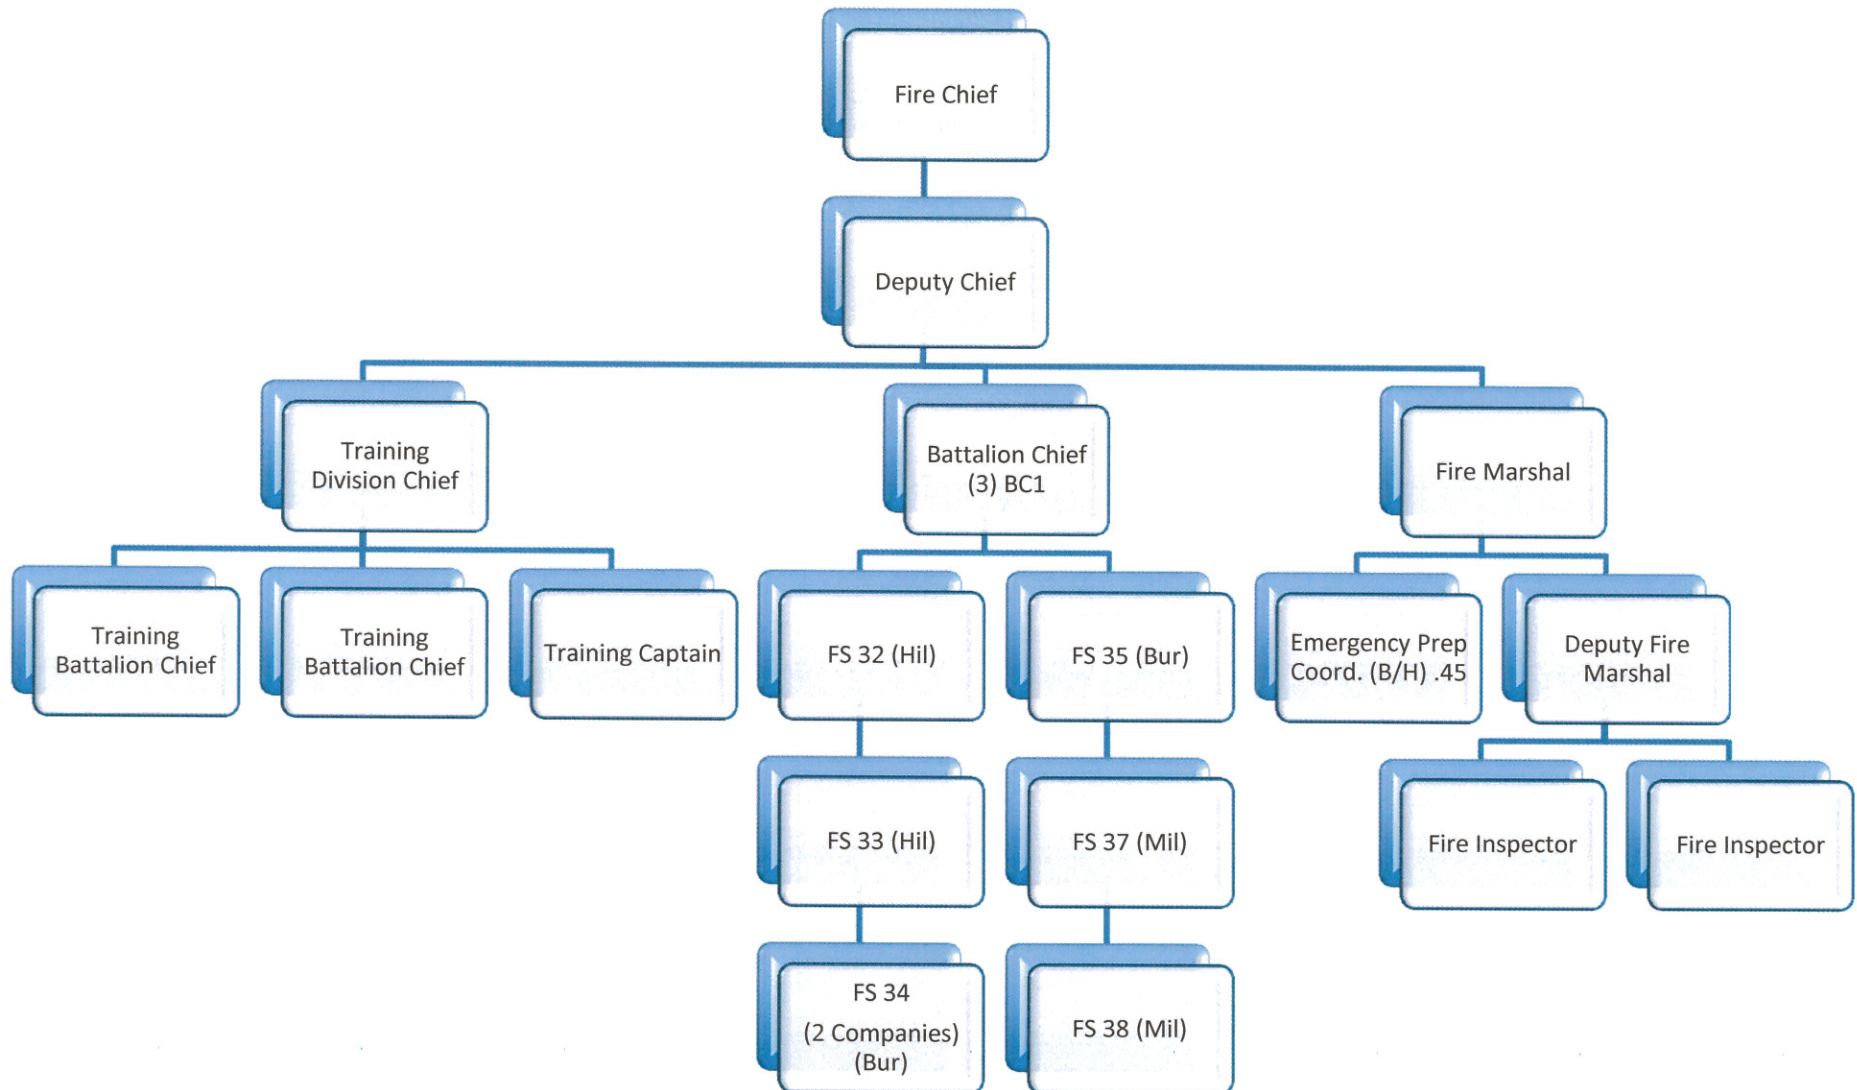 Fire Chief
Deputy Chief
Training
Division Chief
Battalion Chief
(3) BC1
Fire Marshal
Training
Battalion Chief
Training
Battalion Chief
Training Captain
FS 32 (Hil)
FS 35 (Bur)
Emergency Prep
Coord. (B/H) .45
Deputy Fire
Marshal
FS 33 (Hil)
FS 37 (Mil)
Fire Inspector
Fire Inspector
FS 34
(2 Companies)
(Bur)
FS 38 (Mil)